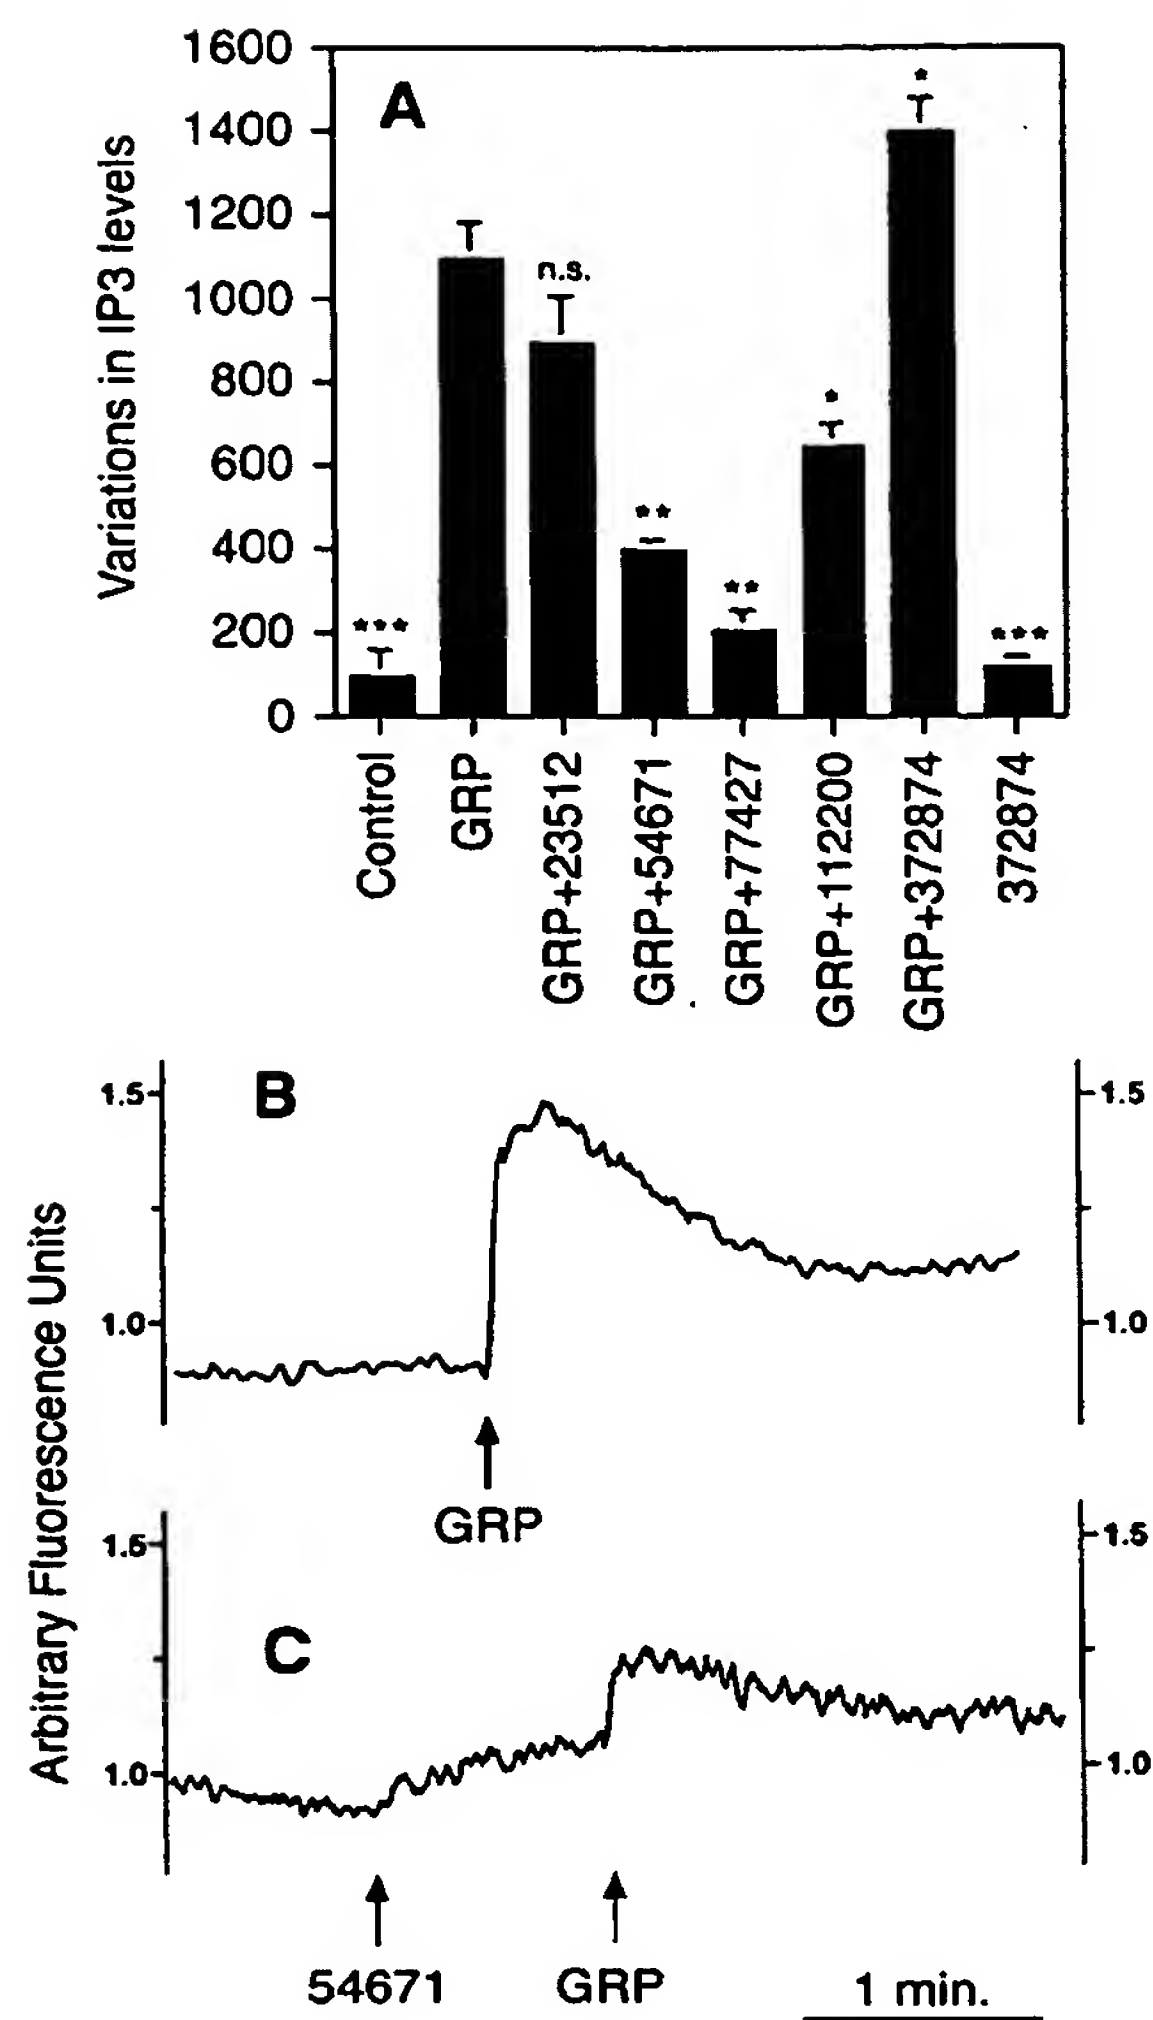 1600
1400
1200
1000
800
600
400
200
0
Variations in IP3 levels
A
***
n.s.
**
**
*
*
***
Control
GRP
GRP+23512
GRP+54671
GRP+77427
GRP+112200
GRP+372874
372874
Arbitrary Fluorescence Units
B
1.5
1.0
1.5
1.0
GRP
C
1.5
1.0
1.5
1.0
54671
GRP
1 min.